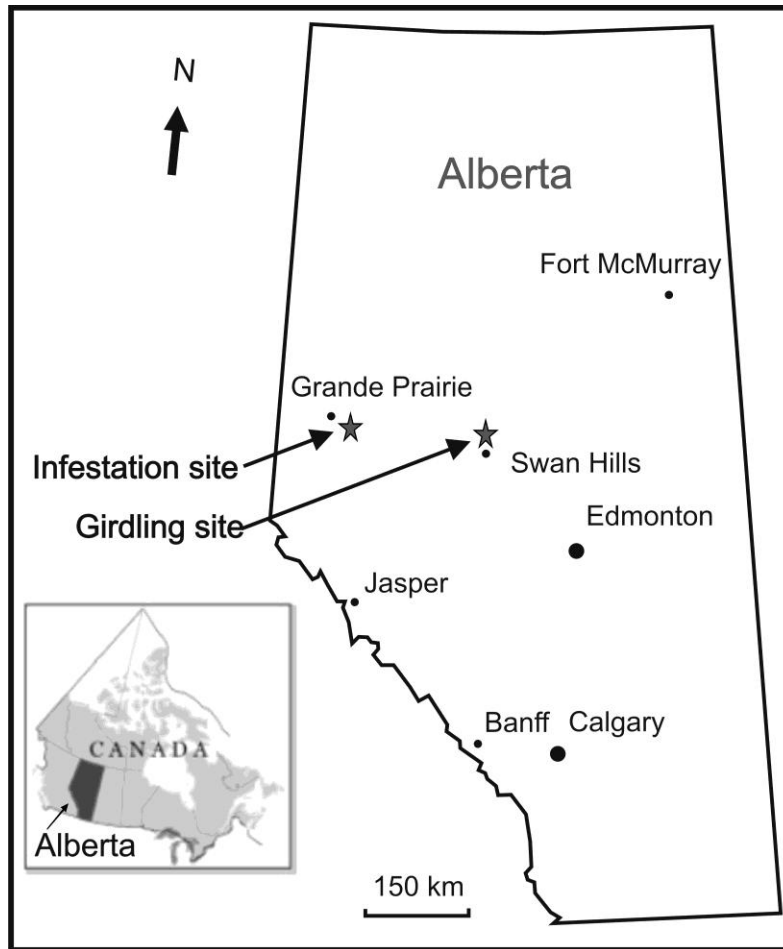 N
Alberta
Fort McMurray
Grande Prairie
Infestation site
Swan Hills
Girdling site
Edmonton
Jasper
Banff
Calgary
CANADA
Alberta
150 km